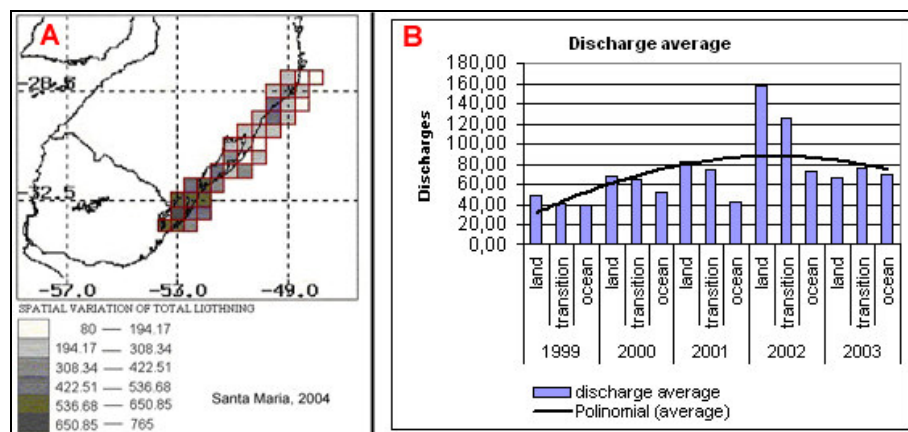 A
-28.5
-32.5
-57.0 -53.0 -49.0
SPATIAL VARIATION OF TOTAL LIGTHNING
80 — 194.17
194.17 — 308.34
308.34 — 422.51
422.51 — 536.68
536.68 — 650.85
650.85 — 765
Santa Maria, 2004
B
Discharge average
Discharges
180,00
160,00
140,00
120,00
100,00
80,00
60,00
40,00
20,00
0,00
land transition ocean land transition ocean land transition ocean land transition ocean land transition ocean
1999 2000 2001 2002 2003
discharge average
Polinomial (average)